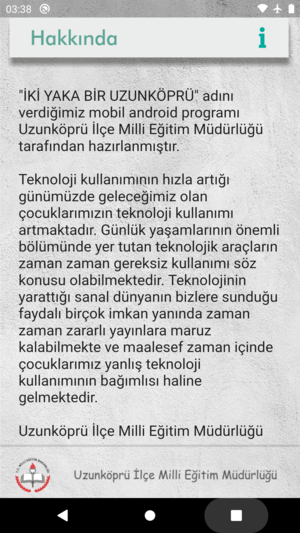 03:38
Hakkında
"İKİ YAKA BİR UZUNKÖPRÜ" adını
verdiğimiz mobil android programı
Uzunköprü İlçe Milli Eğitim Müdürlüğü
tarafından hazırlanmıştır.
Teknoloji kullanımının hızla artığı
günümüzde geleceğimiz olan
çocuklarımızın teknoloji kullanımı
artmaktadır. Günlük yaşamlarının önemli
bölümünde yer tutan teknolojik araçların
zaman zaman gereksiz kullanımı söz
konusu olabilmektedir. Teknolojinin
yarattığı sanal dünyanın bizlere sunduğu
faydalı birçok imkan yanında zaman
zaman zararlı yayınlara maruz
kalabilmekte ve maalesef zaman içinde
çocuklarımız yanlış teknoloji
kullanımının bağımlısı haline
gelmektedir.
Uzunköprü İlçe Milli Eğitim Müdürlüğü
Uzunköprü İlçe Milli Eğitim Müdürlüğü